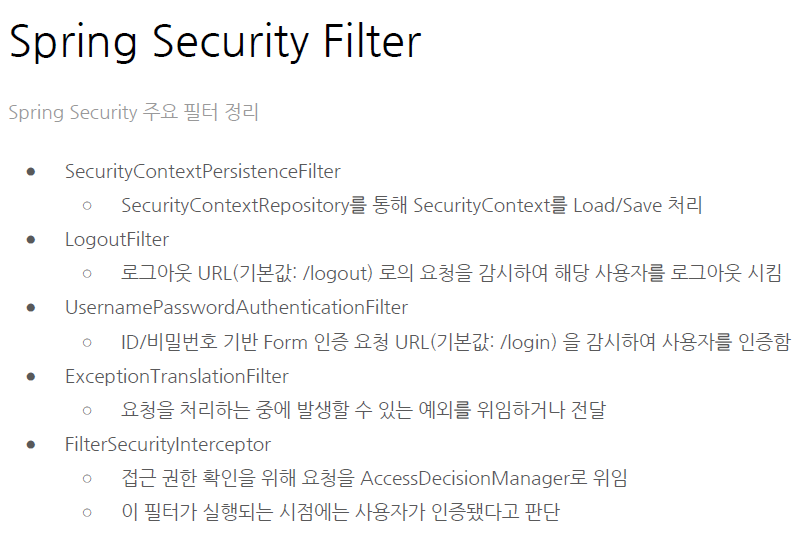 Spring Security Filter
Spring Security 주요 필터 정리
● SecurityContextPersistenceFilter
○ SecurityContextRepository를 통해 SecurityContext를 Load/Save 처리
● LogoutFilter
○ 로그아웃 URL(기본값: /logout) 로의 요청을 감시하여 해당 사용자를 로그아웃 시킴
● UsernamePasswordAuthenticationFilter
○ ID/비밀번호 기반 Form 인증 요청 URL(기본값: /login) 을 감시하여 사용자를 인증함
● ExceptionTranslationFilter
○ 요청을 처리하는 중에 발생할 수 있는 예외를 위임하거나 전달
● FilterSecurityInterceptor
○ 접근 권한 확인을 위해 요청을 AccessDecisionManager로 위임
○ 이 필터가 실행되는 시점에는 사용자가 인증됐다고 판단